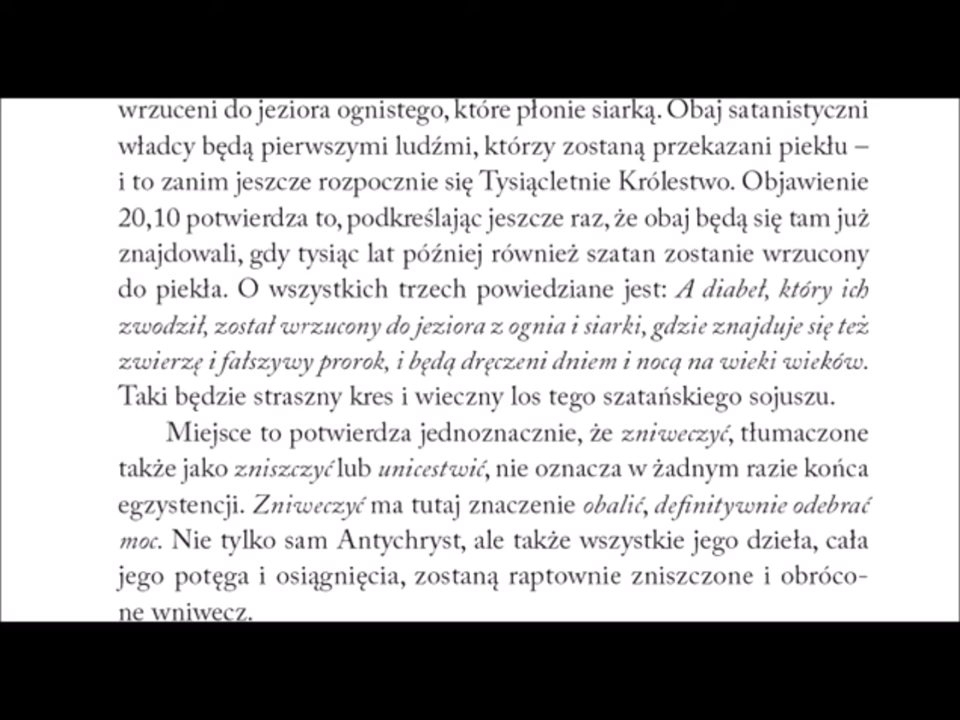 wrzuceni do jeziora ognistego, które płonie siarką. Obaj satanistyczni
władcy będą pierwszymi ludźmi, którzy zostaną przekazani piekłu –
i to zanim jeszcze rozpocznie się Tysiącletnie Królestwo. Objawienie
20,10 potwierdza to, podkreślając jeszcze raz, że obaj będą się tam już
znajdowali, gdy tysiąc lat później również szatan zostanie wrzucony
do piekła. O wszystkich trzech powiedziane jest: A diabeł, który ich
zwodził, został wrzucony do jeziora z ognia i siarki, gdzie znajduje się też
zwierzę i fałszywy prorok, i będą dręczeni dniem i nocą na wieki wieków.
Taki będzie straszny kres i wieczny los tego szatańskiego sojuszu.
Miejsce to potwierdza jednoznacznie, że zniweczyć, tłumaczone
także jako zniszczyć lub unicestwić, nie oznacza w żadnym razie końca
egzystencji. Zniweczyć ma tutaj znaczenie obalić, definitywnie odebrać
moc. Nie tylko sam Antychryst, ale także wszystkie jego dzieła, cała
jego potęga i osiągnięcia, zostaną raptownie zniszczone i obróco-
ne wniwecz.